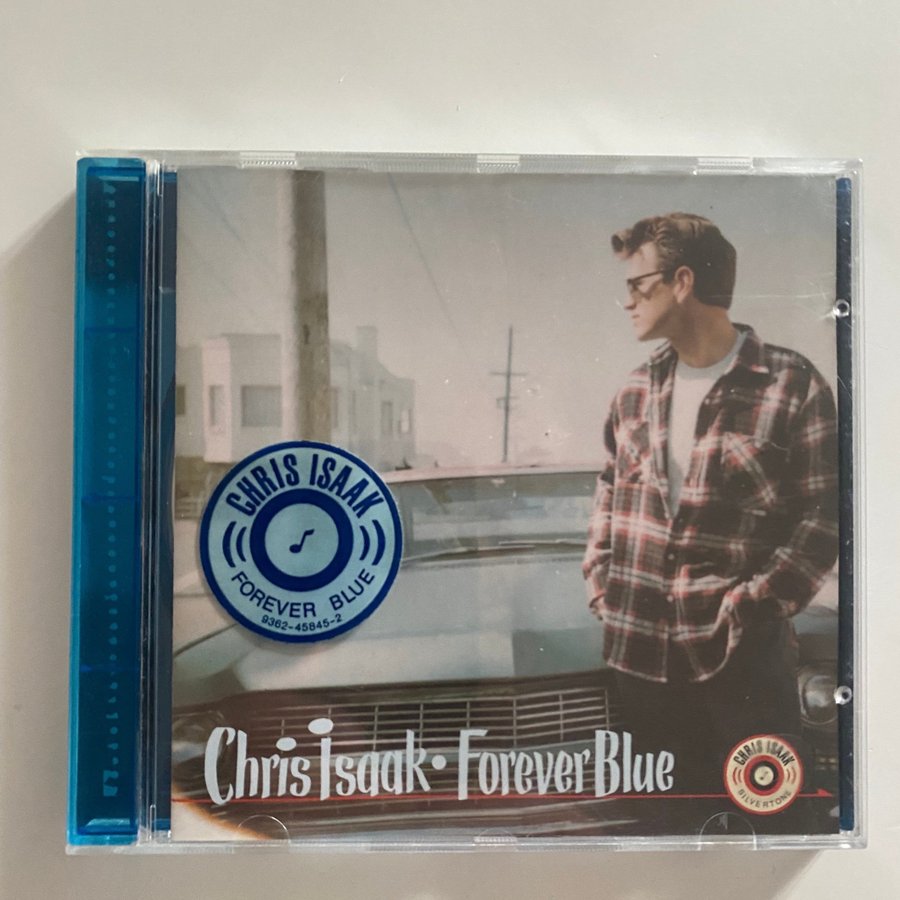 CHRIS ISAAK
FOREVER BLUE
9362-45845-2
Chris Isaak • Forever Blue
CHRIS ISAAK
SILVERTONE